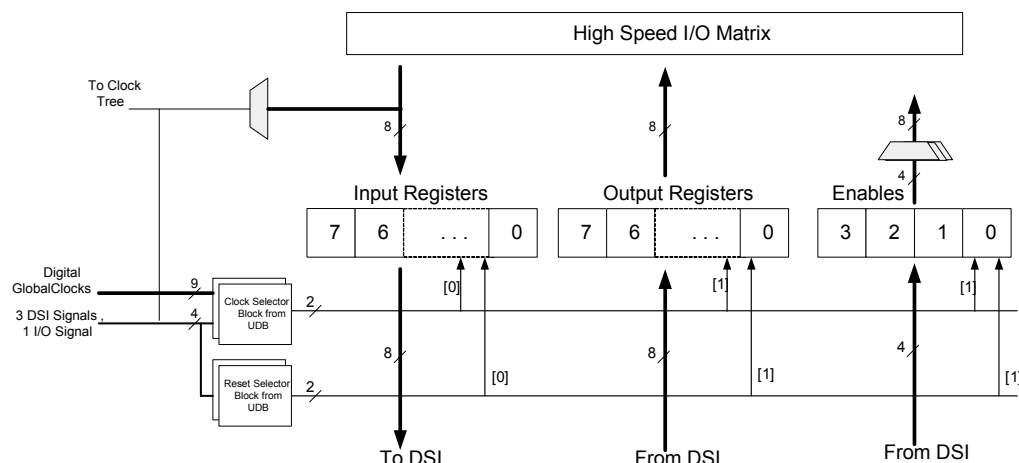 High Speed I/O Matrix
To Clock
Tree
8
8
8
4
Input Registers
Output Registers
Enables
7 6 . . . 0
7 6 . . . 0
3 2 1 0
Digital
GlobalClocks
9
3 DSI Signals ,
1 I/O Signal
4
Clock Selector
Block from
UDB
2
[0]
[1]
[1]
8
8
4
Reset Selector
Block from
UDB
2
[0]
[1]
[1]
To DSI
From DSI
From DSI